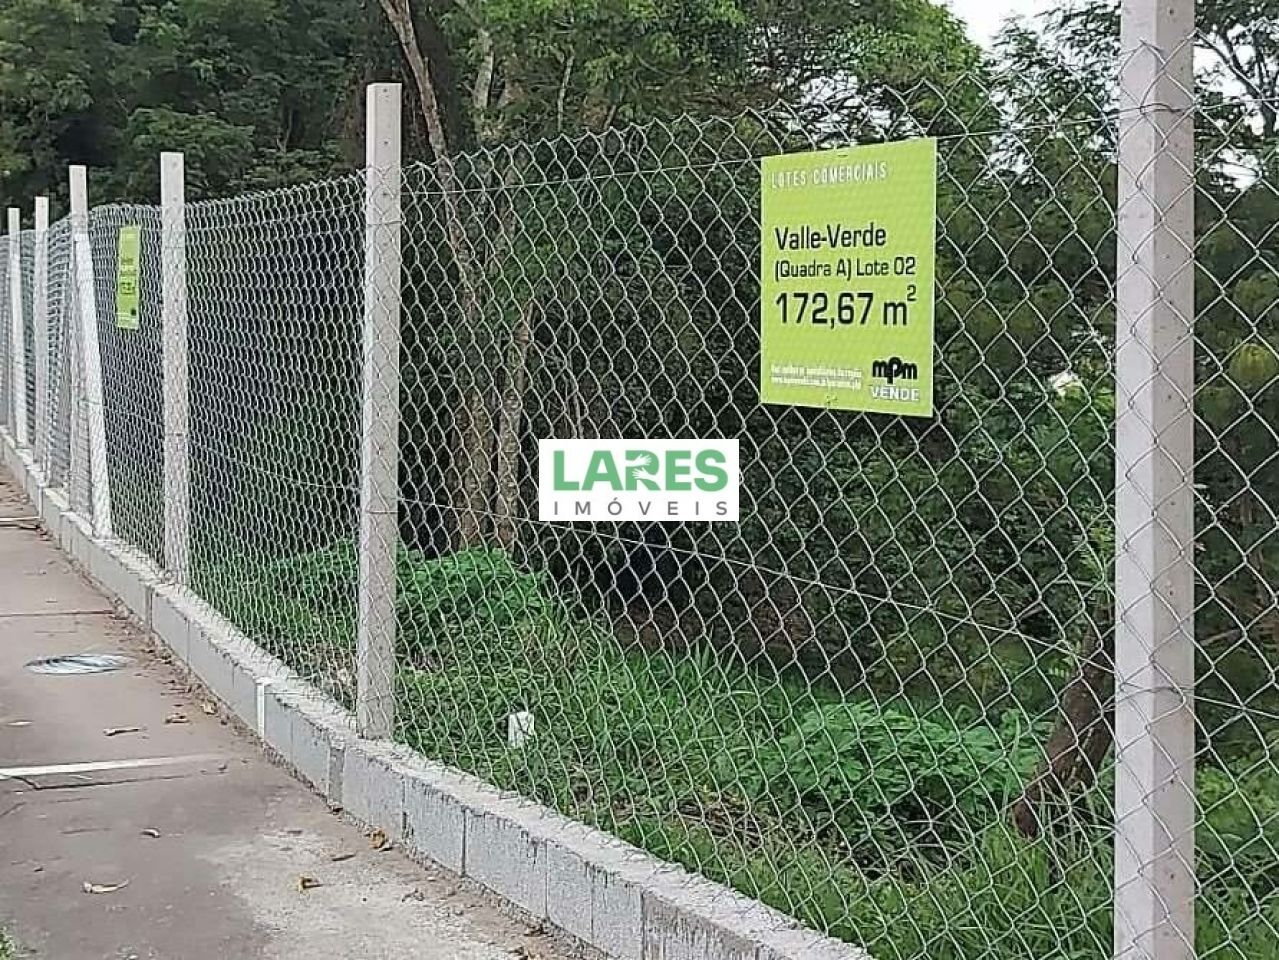 LOTES COMERCIAIS
Valle-Verde
(Quadra A) Lote 02
172,67 m²
mpm
VENDE
LARES
IMÓVEIS